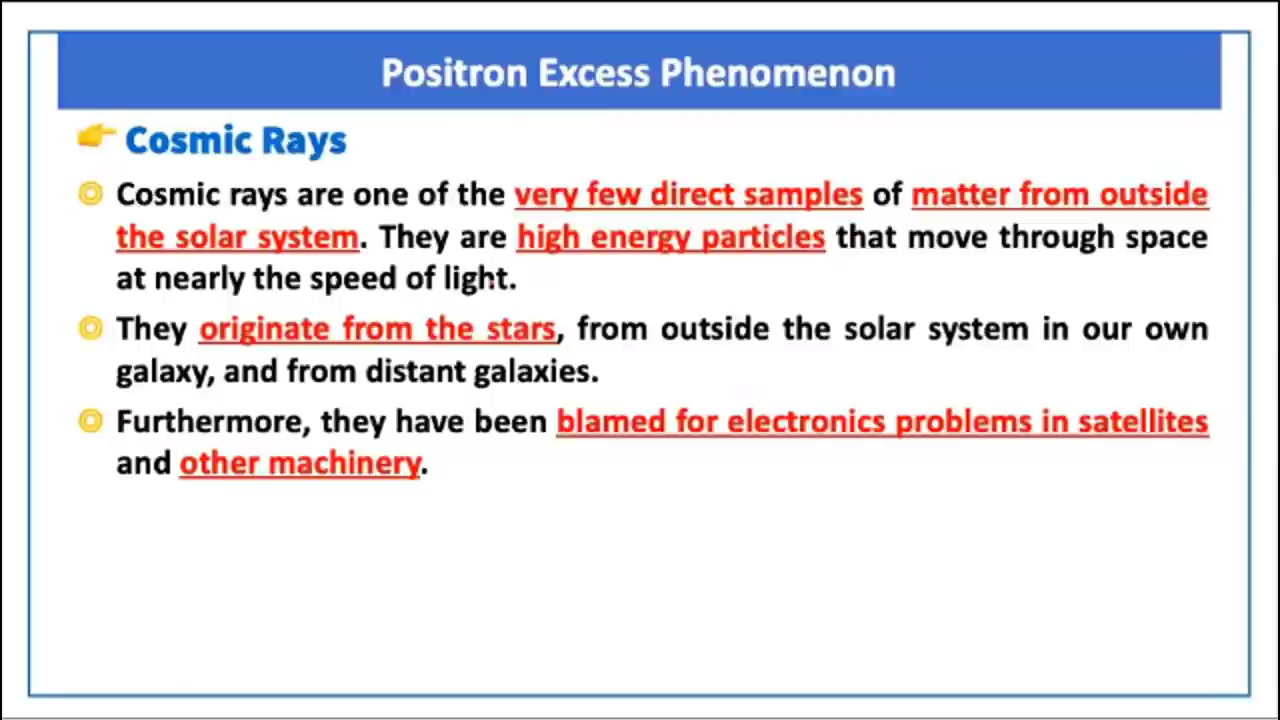 Positron Excess Phenomenon
Cosmic Rays
Cosmic rays are one of the very few direct samples of matter from outside
the solar system. They are high energy particles that move through space
at nearly the speed of light.
They originate from the stars, from outside the solar system in our own
galaxy, and from distant galaxies.
Furthermore, they have been blamed for electronics problems in satellites
and other machinery.